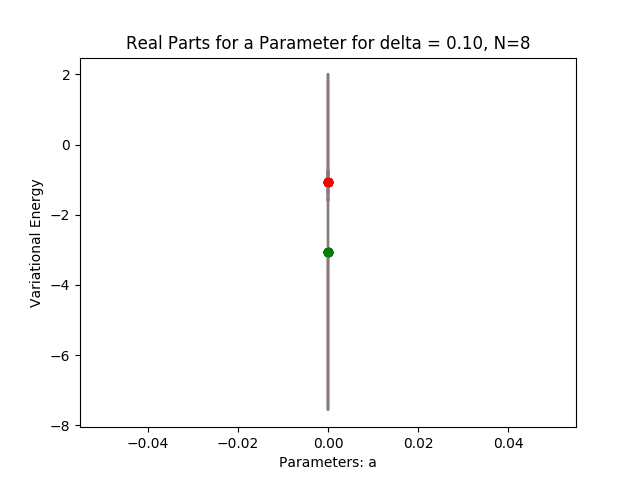 Real Parts for a Parameter for delta = 0.10, N=8
2
0
−2
−4
−6
−8
Variational Energy
−0.04 −0.02 0.00 0.02 0.04
Parameters: a